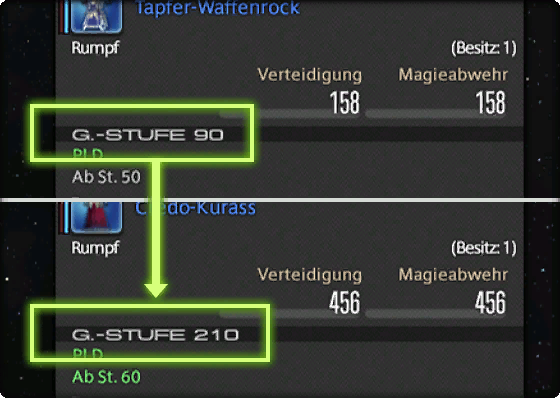 Tapfer-Waffenrock
Rumpf (Besitz: 1)
Verteidigung Magieabwehr
158 158
G.-STUFE 90
PLD
Ab St. 50
Credo-Kurass
Rumpf (Besitz: 1)
Verteidigung Magieabwehr
456 456
G.-STUFE 210
PLD
Ab St. 60